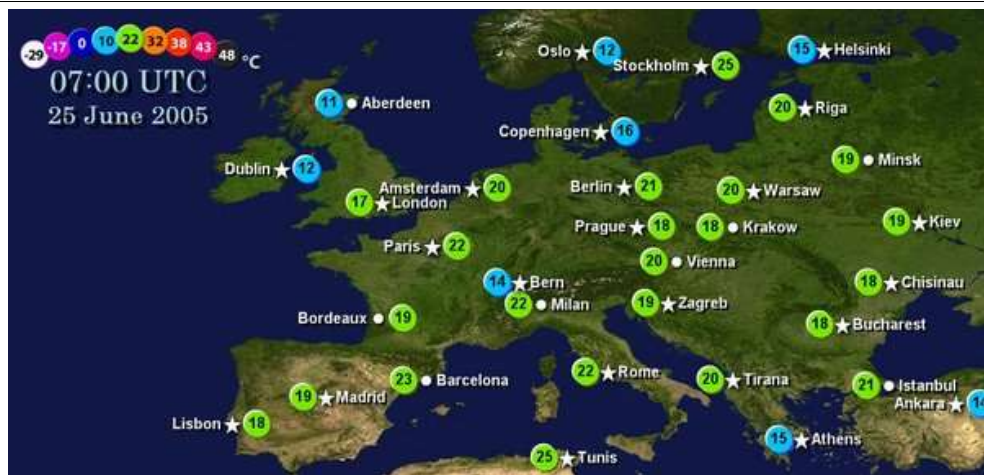 -29 -17 0 10 22 32 38 43 48 °C
07:00 UTC
25 June 2005
Oslo 12
15 Helsinki
Stockholm 25
11 Aberdeen
20 Riga
Copenhagen 16
19 Minsk
Dublin 12
Amsterdam 20
Berlin 21
20 Warsaw
17 London
19 Kiev
Prague 18
18 Krakow
Paris 22
20 Vienna
14 Bern
18 Chisinau
22 Milan
19 Zagreb
Bordeaux 19
18 Bucharest
22 Rome
20 Tirana
23 Barcelona
21 Istanbul
19 Madrid
Ankara 14
Lisbon 18
15 Athens
25 Tunis